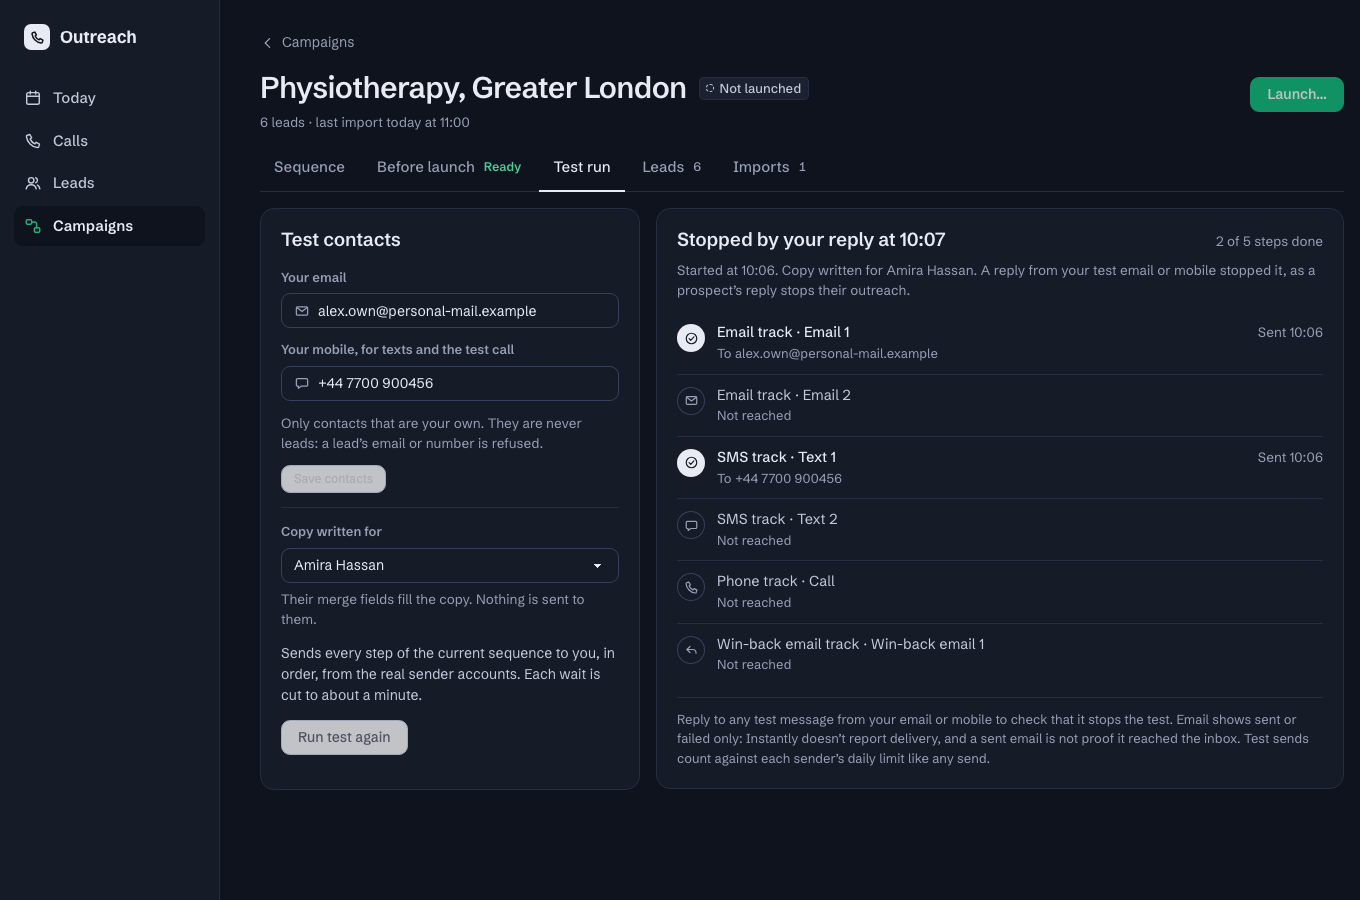 Outreach
Today
Calls
Leads
Campaigns
Campaigns
Physiotherapy, Greater London
Not launched
Launch...
6 leads · last import today at 11:00
Sequence
Before launch Ready
Test run
Leads 6
Imports 1
Test contacts
Your email
alex.own@personal-mail.example
Your mobile, for texts and the test call
+44 7700 900456
Only contacts that are your own. They are never
leads: a lead's email or number is refused.
Save contacts
Copy written for
Amira Hassan
Their merge fields fill the copy. Nothing is sent to
them.
Sends every step of the current sequence to you, in
order, from the real sender accounts. Each wait is
cut to about a minute.
Run test again
Stopped by your reply at 10:07
2 of 5 steps done
Started at 10:06. Copy written for Amira Hassan. A reply from your test email or mobile stopped it, as a
prospect's reply stops their outreach.
Email track · Email 1
Sent 10:06
To alex.own@personal-mail.example
Email track · Email 2
Not reached
SMS track · Text 1
Sent 10:06
To +44 7700 900456
SMS track · Text 2
Not reached
Phone track · Call
Not reached
Win-back email track · Win-back email 1
Not reached
Reply to any test message from your email or mobile to check that it stops the test. Email shows sent or
failed only: Instantly doesn't report delivery, and a sent email is not proof it reached the inbox. Test sends
count against each sender's daily limit like any send.